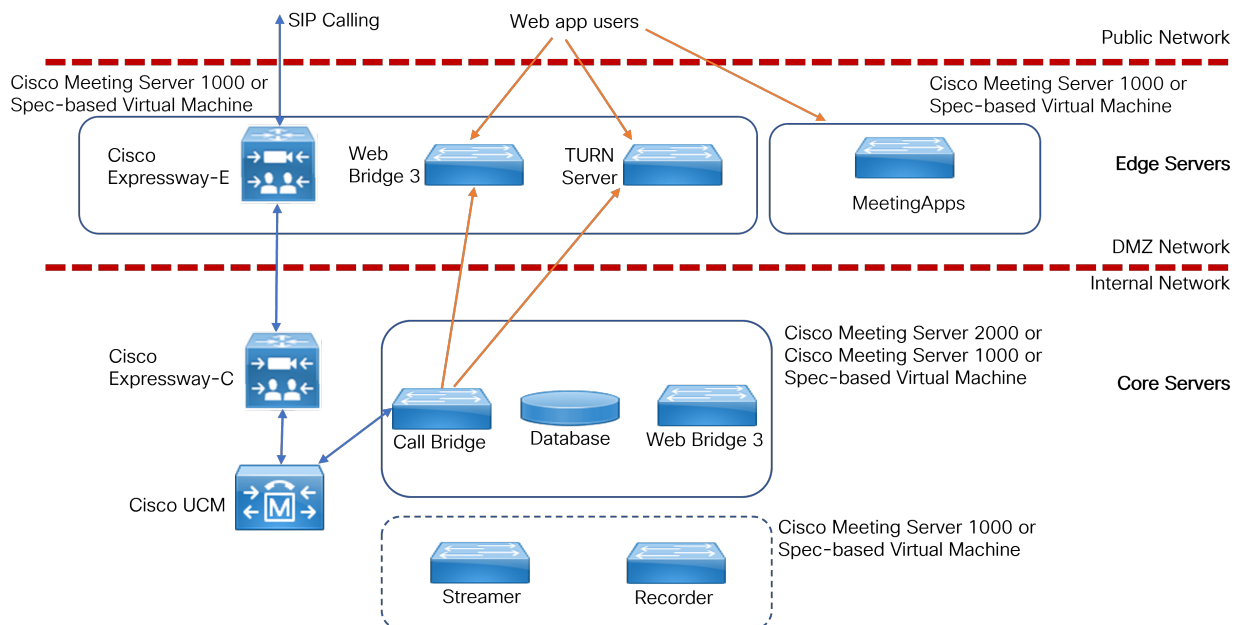 SIP Calling
Web app users
Public Network
Cisco Meeting Server 1000 or
Spec-based Virtual Machine
Cisco Meeting Server 1000 or
Spec-based Virtual Machine
Cisco
Expressway-E
Web
Bridge 3
TURN
Server
MeetingApps
Edge Servers
DMZ Network
Internal Network
Cisco
Expressway-C
Cisco Meeting Server 2000 or
Cisco Meeting Server 1000 or
Spec-based Virtual Machine
Core Servers
Call Bridge
Database
Web Bridge 3
Cisco UCM
M
Cisco Meeting Server 1000 or
Spec-based Virtual Machine
Streamer
Recorder